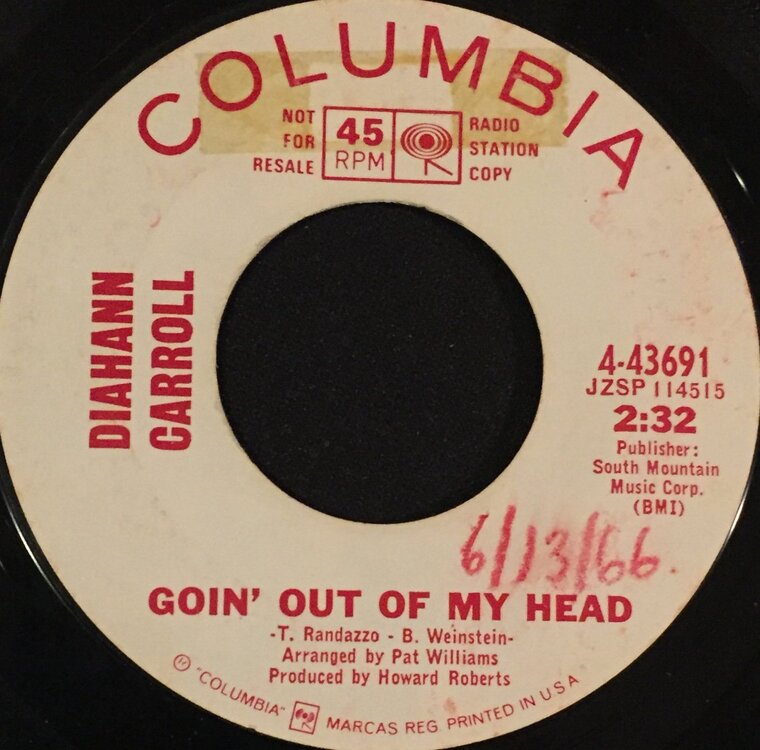 COLUMBIA
NOT
FOR
RESALE
45
RPM
RADIO
STATION
COPY
DIAHANN
CARROLL
4-43691
JZSP 114515
2:32
Publisher:
South Mountain
Music Corp.
(BMI)
6/13/66.
GOIN' OUT OF MY HEAD
-T. Randazzo - B. Weinstein-
Arranged by Pat Williams
Produced by Howard Roberts
® "COLUMBIA" MARCAS REG. PRINTED IN U S A